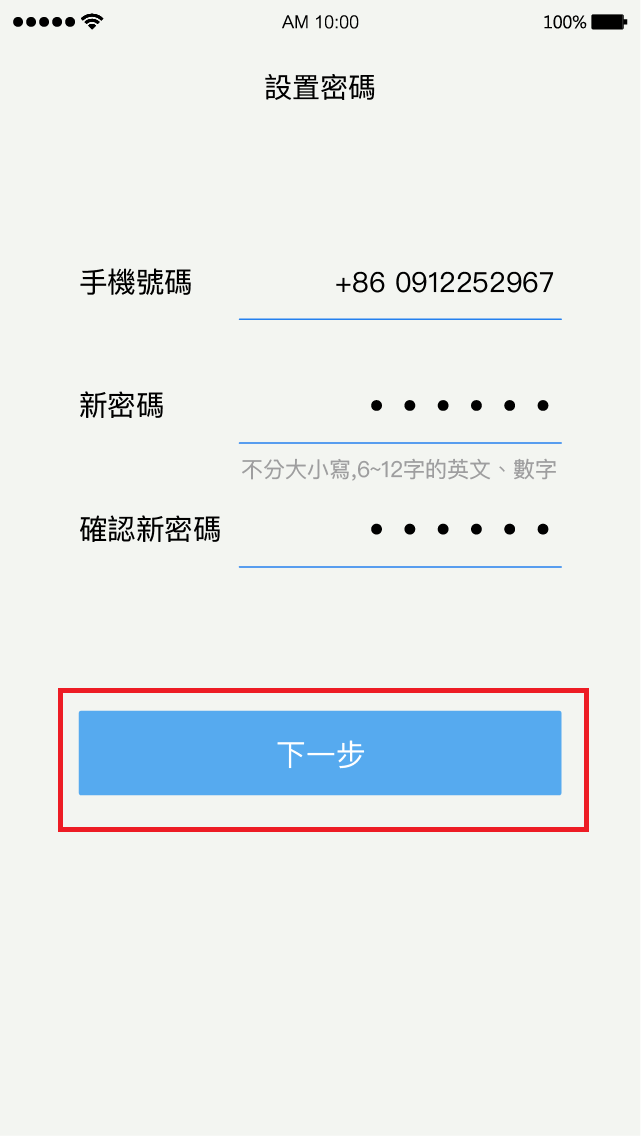 AM 10:00 100%
設置密碼
手機號碼 +86 0912252967
新密碼 ● ● ● ● ● ●
不分大小寫,6~12字的英文、數字
確認新密碼 ● ● ● ● ● ●
下一步